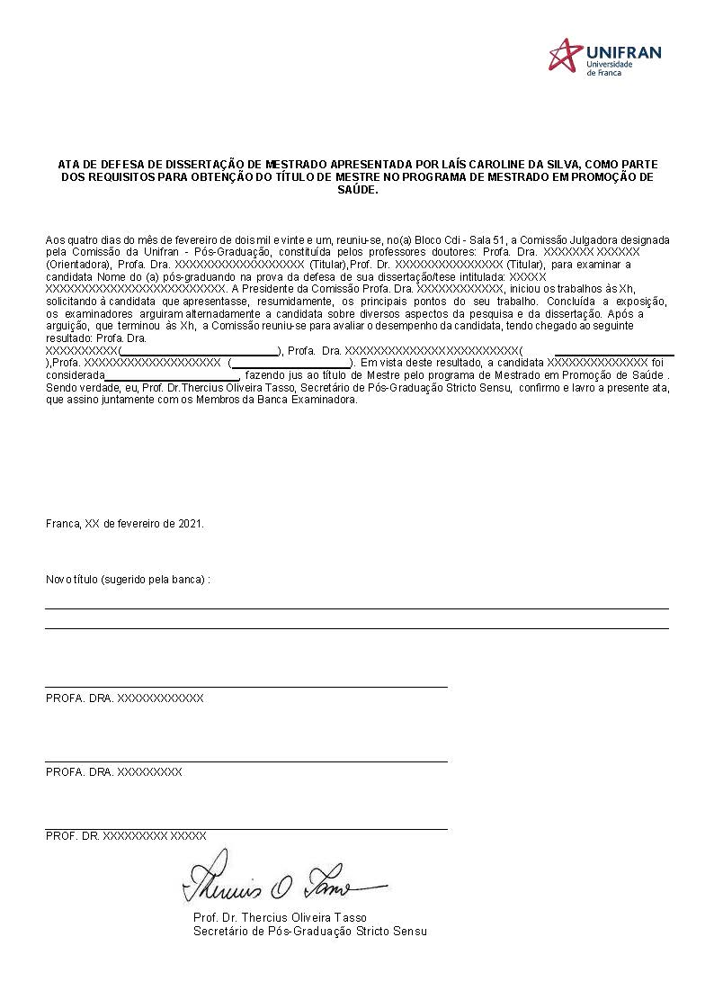 UNIFRAN
Universidade
de Franca
ATA DE DEFESA DE DISSERTAÇÃO DE MESTRADO APRESENTADA POR LAÍS CAROLINE DA SILVA, COMO PARTE
DOS REQUISITOS PARA OBTENÇÃO DO TÍTULO DE MESTRE NO PROGRAMA DE MESTRADO EM PROMOÇÃO DE
SAÚDE.
Aos quatro dias do mês de fevereiro de dois mil e vinte e um, reuniu-se, no(a) Bloco Cdi - Sala 51, a Comissão Julgadora designada
pela Comissão da Unifran - Pós-Graduação, constituída pelos professores doutores: Profa. Dra. XXXXXXX XXXXXX
(Orientadora), Profa. Dra. XXXXXXXXXXXXXXXXXX (Titular),Prof. Dr. XXXXXXXXXXXXXXX (Titular), para examinar a
candidata Nome do (a) pós-graduando na prova da defesa de sua dissertação/tese intitulada: XXXXX
XXXXXXXXXXXXXXXXXXXXXXXXX. A Presidente da Comissão Profa. Dra. XXXXXXXXXXXX, iniciou os trabalhos às Xh,
solicitando à candidata que apresentasse, resumidamente, os principais pontos do seu trabalho. Concluída a exposição,
os examinadores arguiram alternadamente a candidata sobre diversos aspectos da pesquisa e da dissertação. Após a
arguição, que terminou às Xh, a Comissão reuniu-se para avaliar o desempenho da candidata, tendo chegado ao seguinte
resultado: Profa. Dra.
XXXXXXXXXX(____________________), Profa. Dra. XXXXXXXXXXXXXXXXXXXXXXXX( _______________
),Profa. XXXXXXXXXXXXXXXXXXX (_______________). Em vista deste resultado, a candidata XXXXXXXXXXXXXX foi
considerada_________________, fazendo jus ao título de Mestre pelo programa de Mestrado em Promoção de Saúde .
Sendo verdade, eu, Prof. Dr.Thercius Oliveira Tasso, Secretário de Pós-Graduação Stricto Sensu, confirmo e lavro a presente ata,
que assino juntamente com os Membros da Banca Examinadora.
Franca, XX de fevereiro de 2021.
Novo título (sugerido pela banca) :
PROFA. DRA. XXXXXXXXXXXX
PROFA. DRA. XXXXXXXXX
PROF. DR. XXXXXXXXX XXXXX
Thercius O Tasso
Prof. Dr. Thercius Oliveira Tasso
Secretário de Pós-Graduação Stricto Sensu